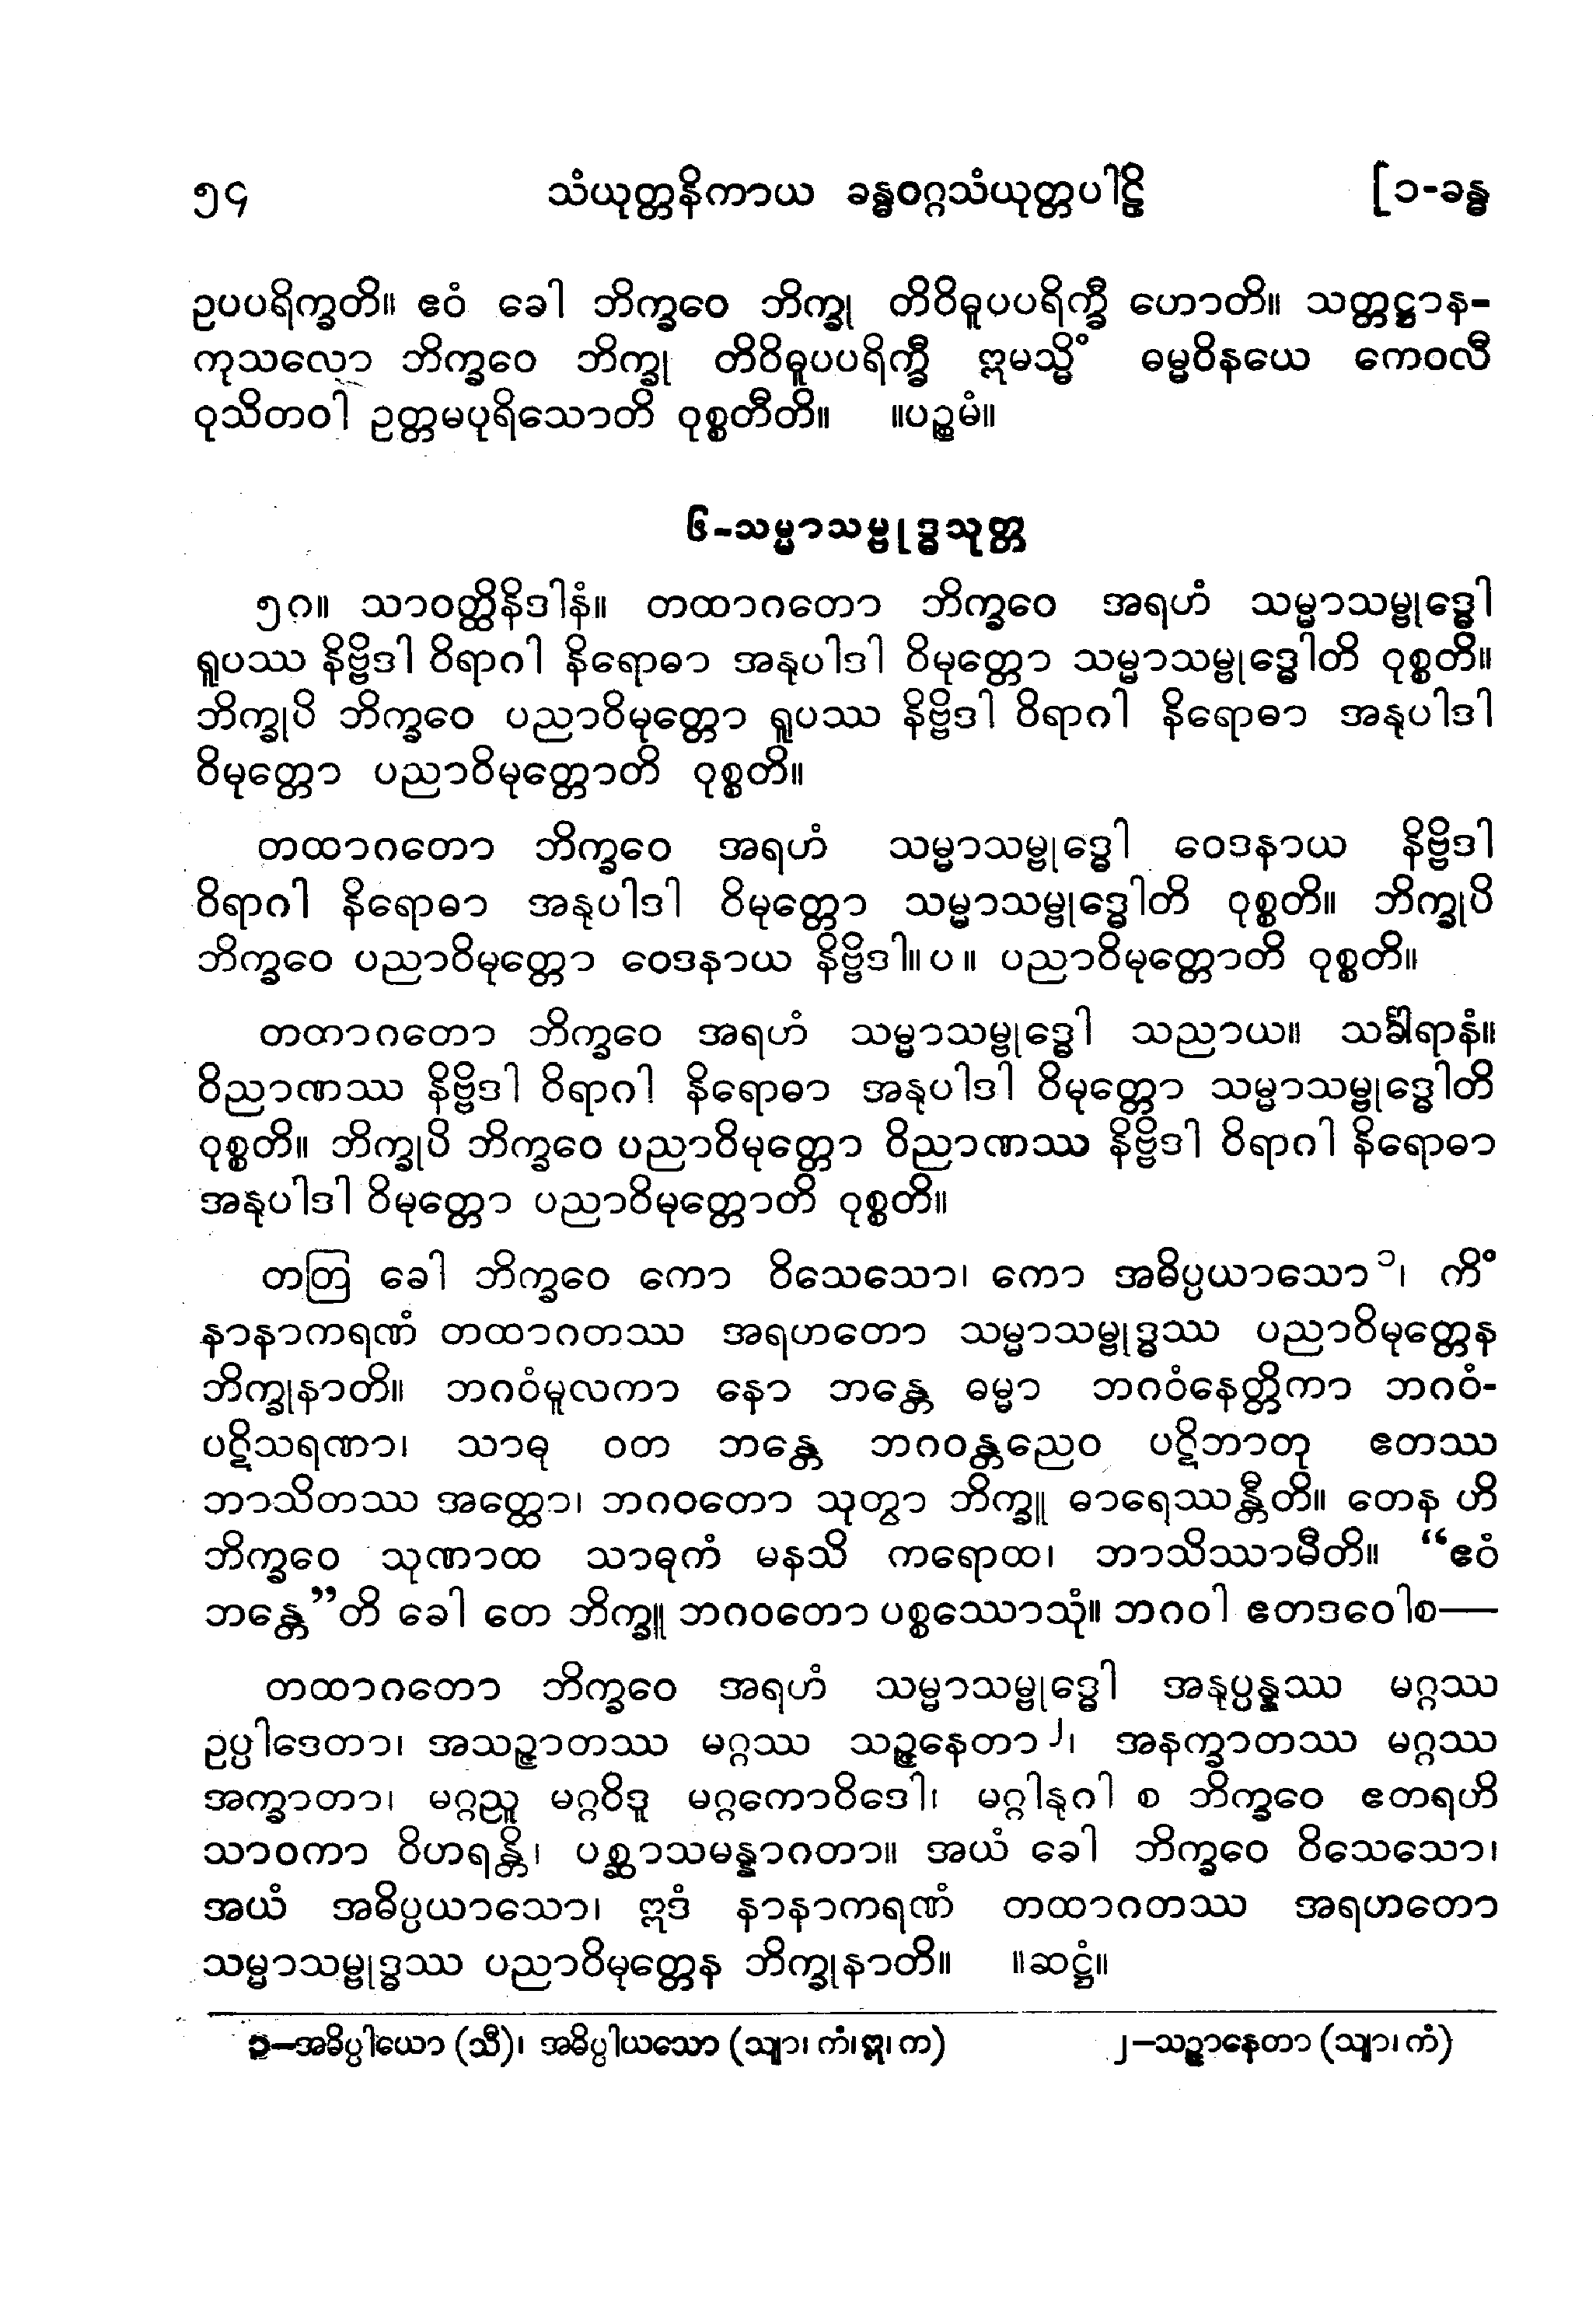 ၅၄ သံယုတ္တနိကာယ ခန္ဓဝဂ္ဂသံယုတ္တပါဠိ [၁-ခန္ဓ
ဥပပရိက္ခတိ။ ဧဝံ ခေါ ဘိက္ခဝေ ဘိက္ခု တိဝိဓူပပရိက္ခီ ဟောတိ။ သတ္တဋ္ဌာန-
ကုသလော ဘိက္ခဝေ ဘိက္ခု တိဝိဓူပပရိက္ခီ ဣမသ္မိံ ဓမ္မဝိနယေ ကေဝလီ
ဝုသိတဝါ ဥတ္တမပုရိသောတိ ဝုစ္စတီတိ။ ။ပဉ္စမံ။
၆-သမ္မာသမ္ဗုဒ္ဓသုတ္တ
၅၈။ သာဝတ္ထိနိဒါနံ။ တထာဂတော ဘိက္ခဝေ အရဟံ သမ္မာသမ္ဗုဒ္ဓေါ
ရူပဿ နိဗ္ဗိဒါ ဝိရာဂါ နိရောဓာ အနုပါဒါ ဝိမုတ္တော သမ္မာသမ္ဗုဒ္ဓေါတိ ဝုစ္စတိ။
ဘိက္ခုပိ ဘိက္ခဝေ ပညာဝိမုတ္တော ရူပဿ နိဗ္ဗိဒါ ဝိရာဂါ နိရောဓာ အနုပါဒါ
ဝိမုတ္တော ပညာဝိမုတ္တောတိ ဝုစ္စတိ။
တထာဂတော ဘိက္ခဝေ အရဟံ သမ္မာသမ္ဗုဒ္ဓေါ ဝေဒနာယ နိဗ္ဗိဒါ
ဝိရာဂါ နိရောဓာ အနုပါဒါ ဝိမုတ္တော သမ္မာသမ္ဗုဒ္ဓေါတိ ဝုစ္စတိ။ ဘိက္ခုပိ
ဘိက္ခဝေ ပညာဝိမုတ္တော ဝေဒနာယ နိဗ္ဗိဒါ။ပ။ ပညာဝိမုတ္တောတိ ဝုစ္စတိ။
တထာဂတော ဘိက္ခဝေ အရဟံ သမ္မာသမ္ဗုဒ္ဓေါ သညာယ။ သင်္ခါရာနံ။
ဝိညာဏဿ နိဗ္ဗိဒါ ဝိရာဂါ နိရောဓာ အနုပါဒါ ဝိမုတ္တော သမ္မာသမ္ဗုဒ္ဓေါတိ
ဝုစ္စတိ။ ဘိက္ခုပိ ဘိက္ခဝေ ပညာဝိမုတ္တော ဝိညာဏဿ နိဗ္ဗိဒါ ဝိရာဂါ နိရောဓာ
အနုပါဒါ ဝိမုတ္တော ပညာဝိမုတ္တောတိ ဝုစ္စတိ။
တတြ ခေါ ဘိက္ခဝေ ကော ဝိသေသော၊ ကော အဓိပ္ပယာသော၁၊ ကိံ
နာနာကရဏံ တထာဂတဿ အရဟတော သမ္မာသမ္ဗုဒ္ဓဿ ပညာဝိမုတ္တေန
ဘိက္ခုနာတိ။ ဘဂဝံမူလကာ နော ဘန္တေ ဓမ္မာ ဘဂဝံနေတ္တိကာ ဘဂဝံ-
ပဋိသရဏာ၊ သာဓု ဝတ ဘန္တေ ဘဂဝန္တညေဝ ပဋိဘာတု ဧတဿ
ဘာသိတဿ အတ္ထော၊ ဘဂဝတော သုတွာ ဘိက္ခူ ဓာရေဿန္တီတိ။ တေန ဟိ
ဘိက္ခဝေ သုဏာထ သာဓုကံ မနသိ ကရောထ၊ ဘာသိဿာမီတိ။ “ဧဝံ
ဘန္တေ”တိ ခေါ တေ ဘိက္ခူ ဘဂဝတော ပစ္စဿောသုံ။ ဘဂဝါ ဧတဒဝေါစ—
တထာဂတော ဘိက္ခဝေ အရဟံ သမ္မာသမ္ဗုဒ္ဓေါ အနုပ္ပန္နဿ မဂ္ဂဿ
ဥပ္ပါဒေတာ၊ အသဉ္ဇာတဿ မဂ္ဂဿ သဉ္ဇနေတာ၂၊ အနက္ခာတဿ မဂ္ဂဿ
အက္ခာတာ၊ မဂ္ဂညူ မဂ္ဂဝိဒူ မဂ္ဂကောဝိဒေါ၊ မဂ္ဂါနုဂါ စ ဘိက္ခဝေ ဧတရဟိ
သာဝကာ ဝိဟရန္တိ၊ ပစ္ဆာသမန္နာဂတာ။ အယံ ခေါ ဘိက္ခဝေ ဝိသေသော၊
အယံ အဓိပ္ပယာသော၊ ဣဒံ နာနာကရဏံ တထာဂတဿ အရဟတော
သမ္မာသမ္ဗုဒ္ဓဿ ပညာဝိမုတ္တေန ဘိက္ခုနာတိ။ ။ဆဋ္ဌံ။
၁—အဓိပ္ပါယော (သီ)၊ အဓိပ္ပါယသော (သျာ၊ကံ၊ဣ၊က) ၂—သဉ္ဇာနေတာ (သျာ၊ကံ)